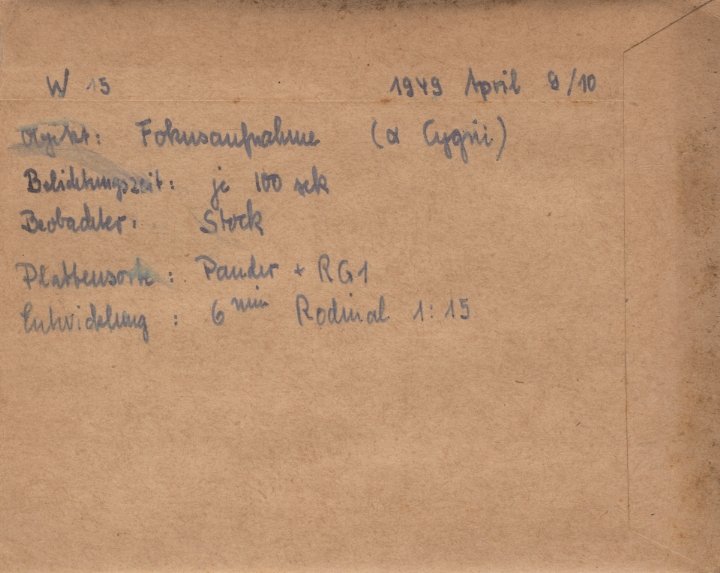 W 15 1949 April 9/10
Objekt: Fokusaufnahme (α Cygni)
Belichtungszeit: je 100 sek
Beobachter: Stock
Plattensorte: Pander + RG1
Entwicklung: 6 min Rodinal 1:15